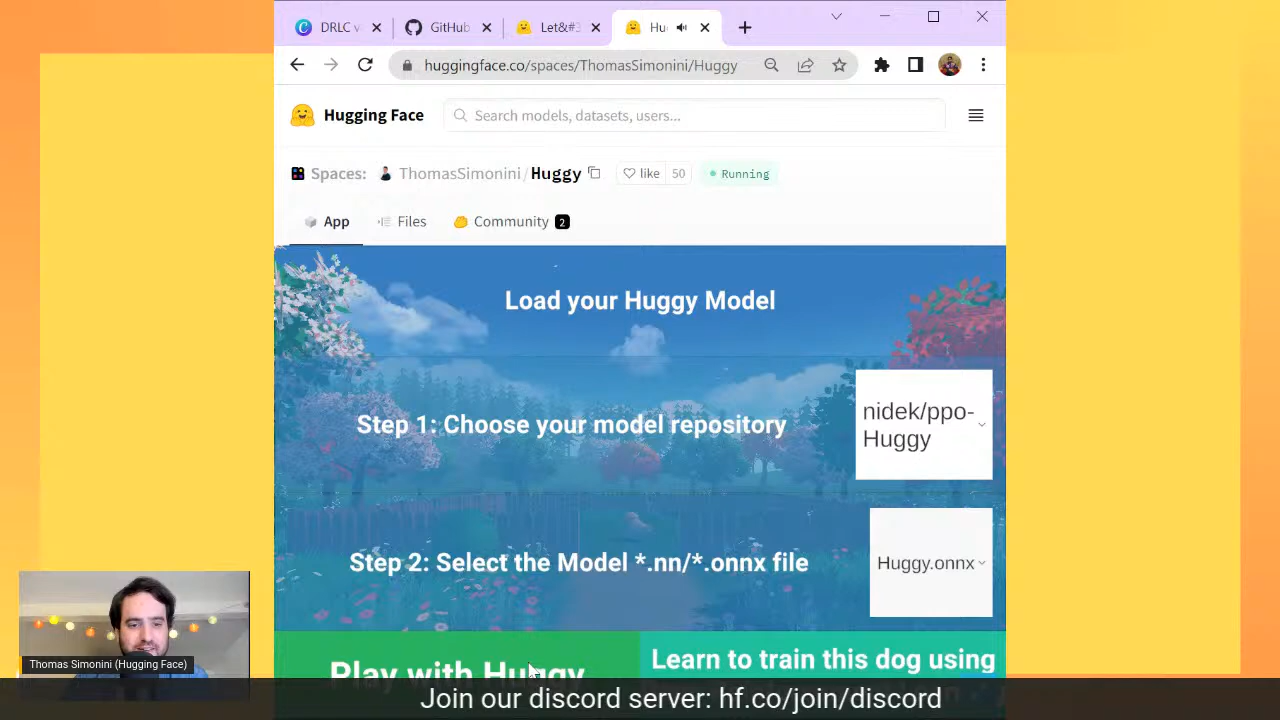 DRLC v
GitHub
Let&#3
Hu
huggingface.co/spaces/ThomasSimonini/Huggy
Hugging Face
Search models, datasets, users...
Spaces: ThomasSimonini/Huggy like 50 Running
App Files Community 2
Load your Huggy Model
Step 1: Choose your model repository
nidek/ppo-
Huggy
Step 2: Select the Model *.nn/*.onnx file
Huggy.onnx
Play with Huggy
Learn to train this dog using
Thomas Simonini (Hugging Face)
Join our discord server: hf.co/join/discord